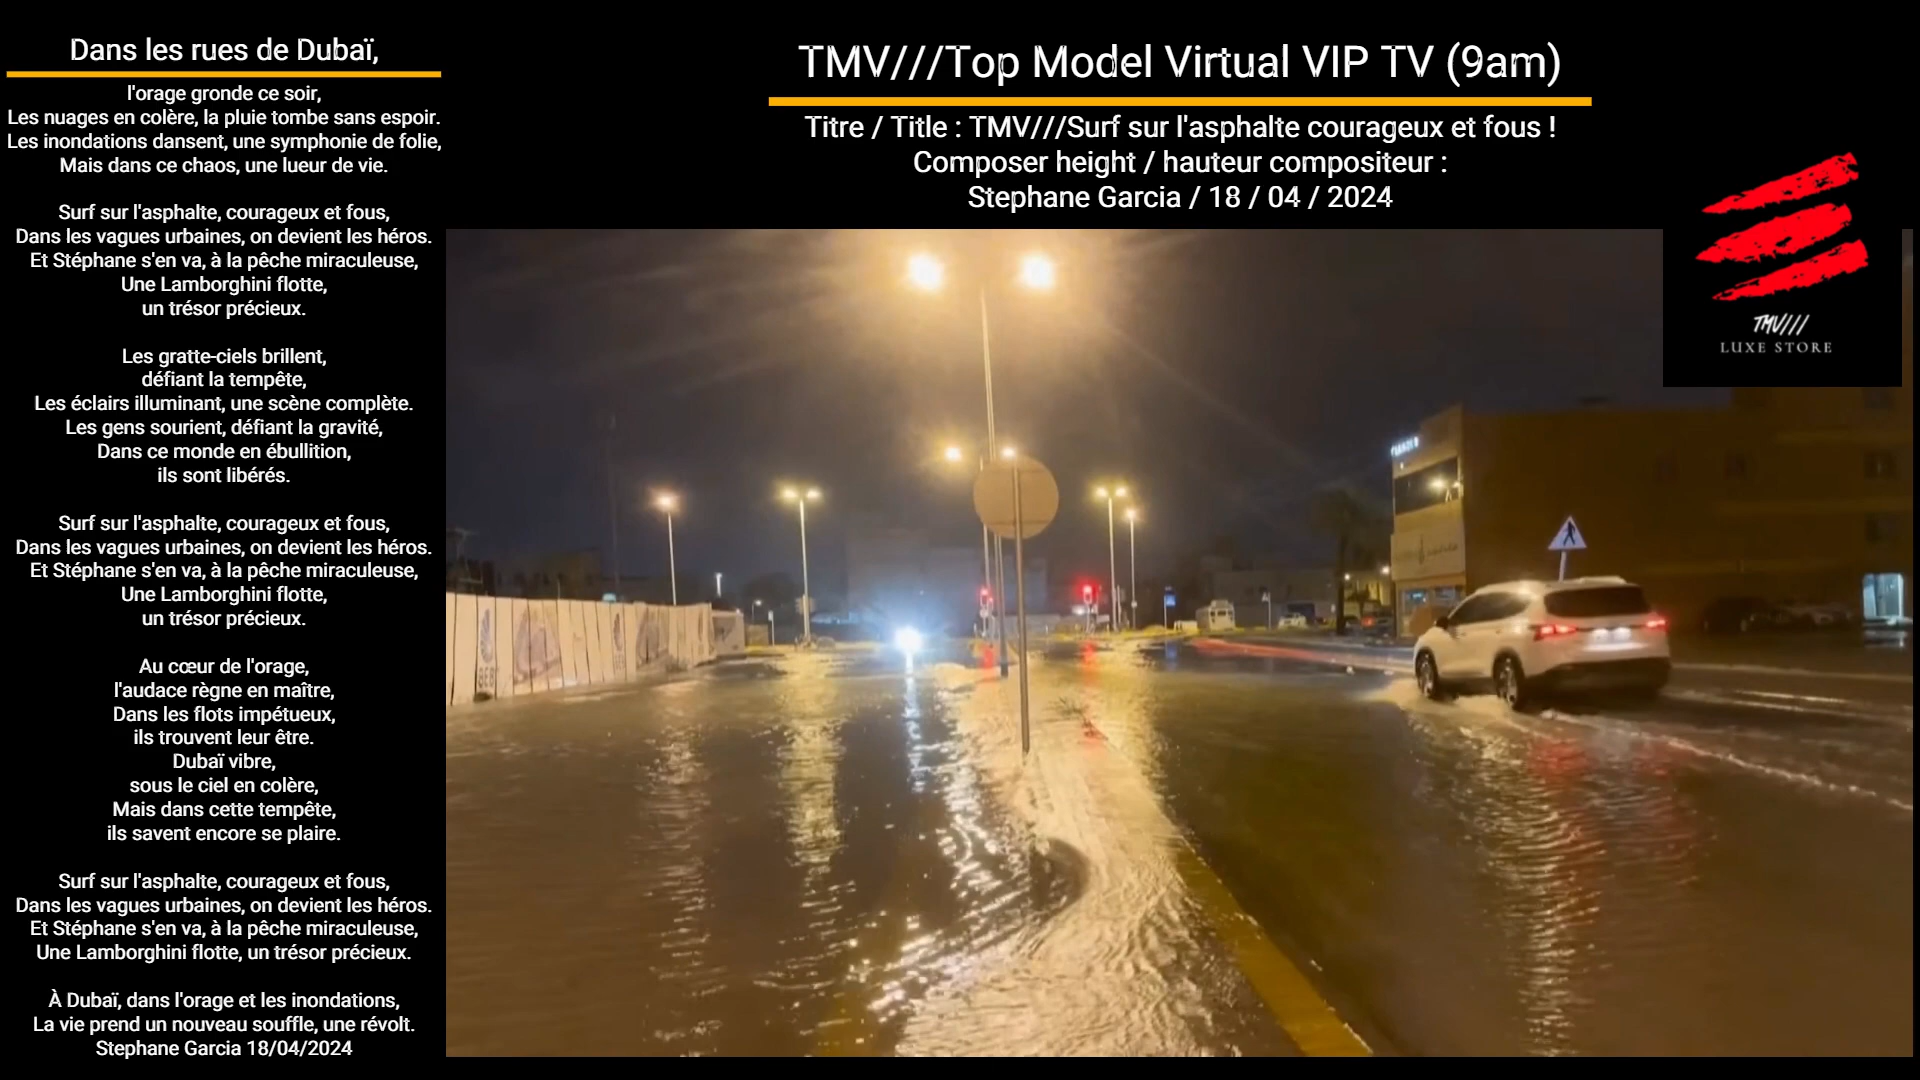 Dans les rues de Dubaï,
l'orage gronde ce soir,
Les nuages en colère, la pluie tombe sans espoir.
Les inondations dansent, une symphonie de folie,
Mais dans ce chaos, une lueur de vie.
Surf sur l'asphalte, courageux et fous,
Dans les vagues urbaines, on devient les héros.
Et Stéphane s'en va, à la pêche miraculeuse,
Une Lamborghini flotte,
un trésor précieux.
Les gratte-ciels brillent,
défiant la tempête,
Les éclairs illuminant, une scène complète.
Les gens sourient, défiant la gravité,
Dans ce monde en ébullition,
ils sont libérés.
Surf sur l'asphalte, courageux et fous,
Dans les vagues urbaines, on devient les héros.
Et Stéphane s'en va, à la pêche miraculeuse,
Une Lamborghini flotte,
un trésor précieux.
Au cœur de l'orage,
l'audace règne en maître,
Dans les flots impétueux,
ils trouvent leur être.
Dubaï vibre,
sous le ciel en colère,
Mais dans cette tempête,
ils savent encore se plaire.
Surf sur l'asphalte, courageux et fous,
Dans les vagues urbaines, on devient les héros.
Et Stéphane s'en va, à la pêche miraculeuse,
Une Lamborghini flotte, un trésor précieux.
À Dubaï, dans l'orage et les inondations,
La vie prend un nouveau souffle, une révolt.
Stephane Garcia 18/04/2024
TMV///Top Model Virtual VIP TV (9am)
Titre / Title : TMV///Surf sur l'asphalte courageux et fous !
Composer height / hauteur compositeur :
Stephane Garcia / 18 / 04 / 2024
TMV///
LUXE STORE